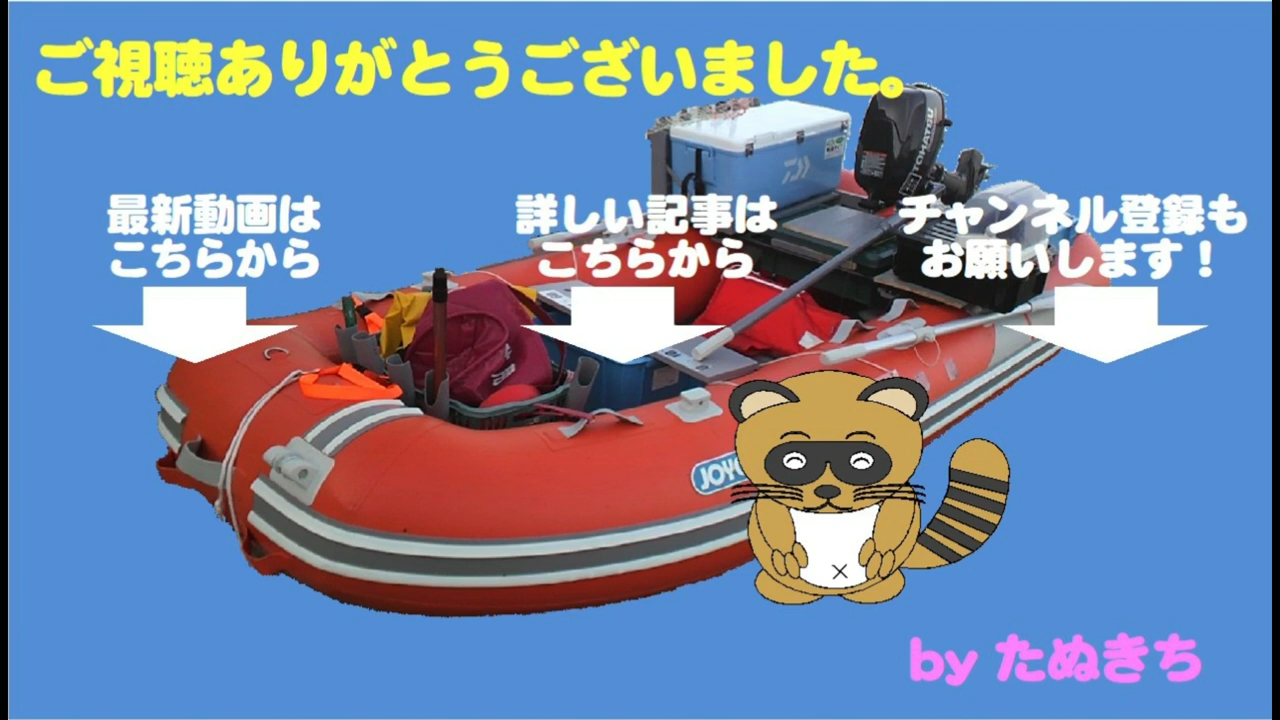 ご視聴ありがとうございました。
最新動画は
こちらから
詳しい記事は
こちらから
チャンネル登録も
お願いします!
TOHATSU
by たぬきち